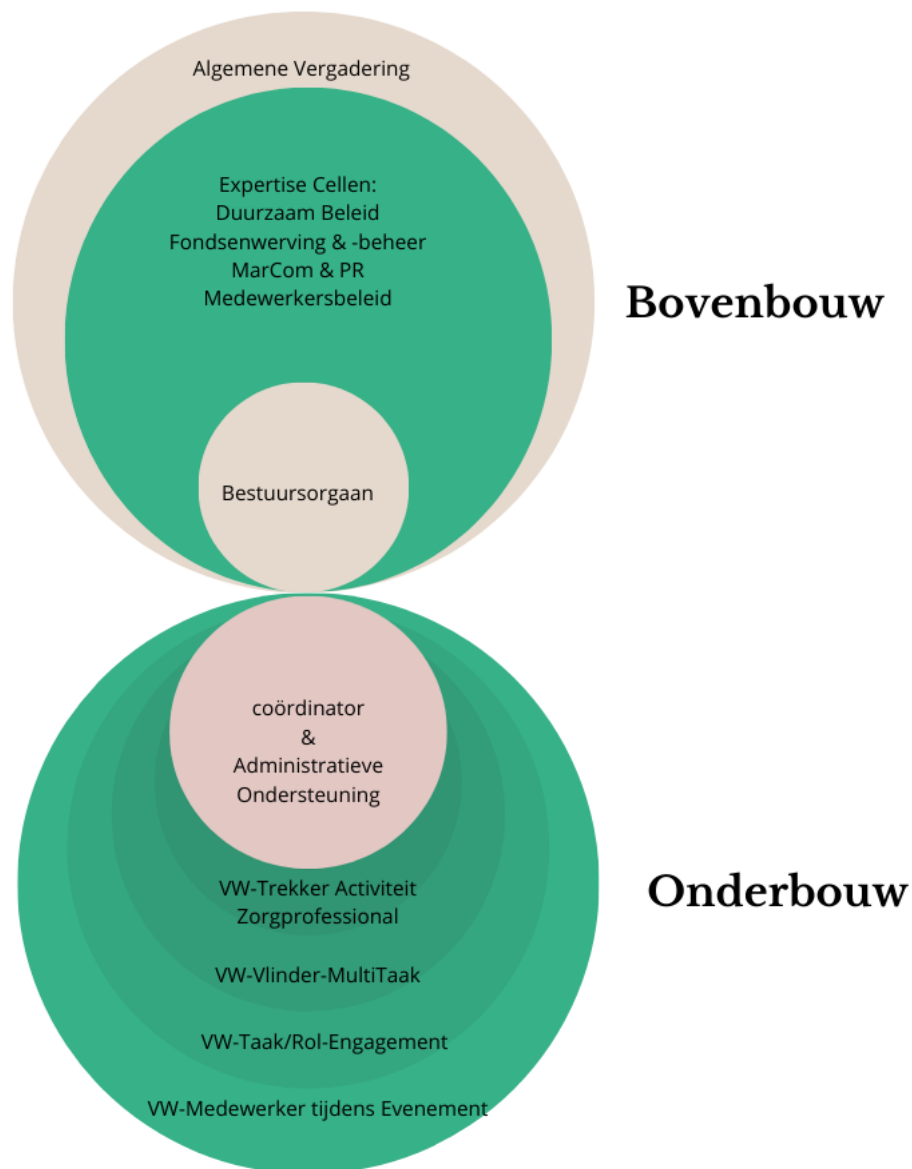 Algemene Vergadering
Expertise Cellen:
Duurzaam Beleid
Fondsenwerving & -beheer
MarCom & PR
Medewerkersbeleid
Bovenbouw
Bestuursorgaan
coördinator
&
Administratieve
Ondersteuning
VW-Trekker Activiteit
Zorgprofessional
Onderbouw
VW-Vlinder-MultiTaak
VW-Taak/Rol-Engagement
VW-Medewerker tijdens Evenement